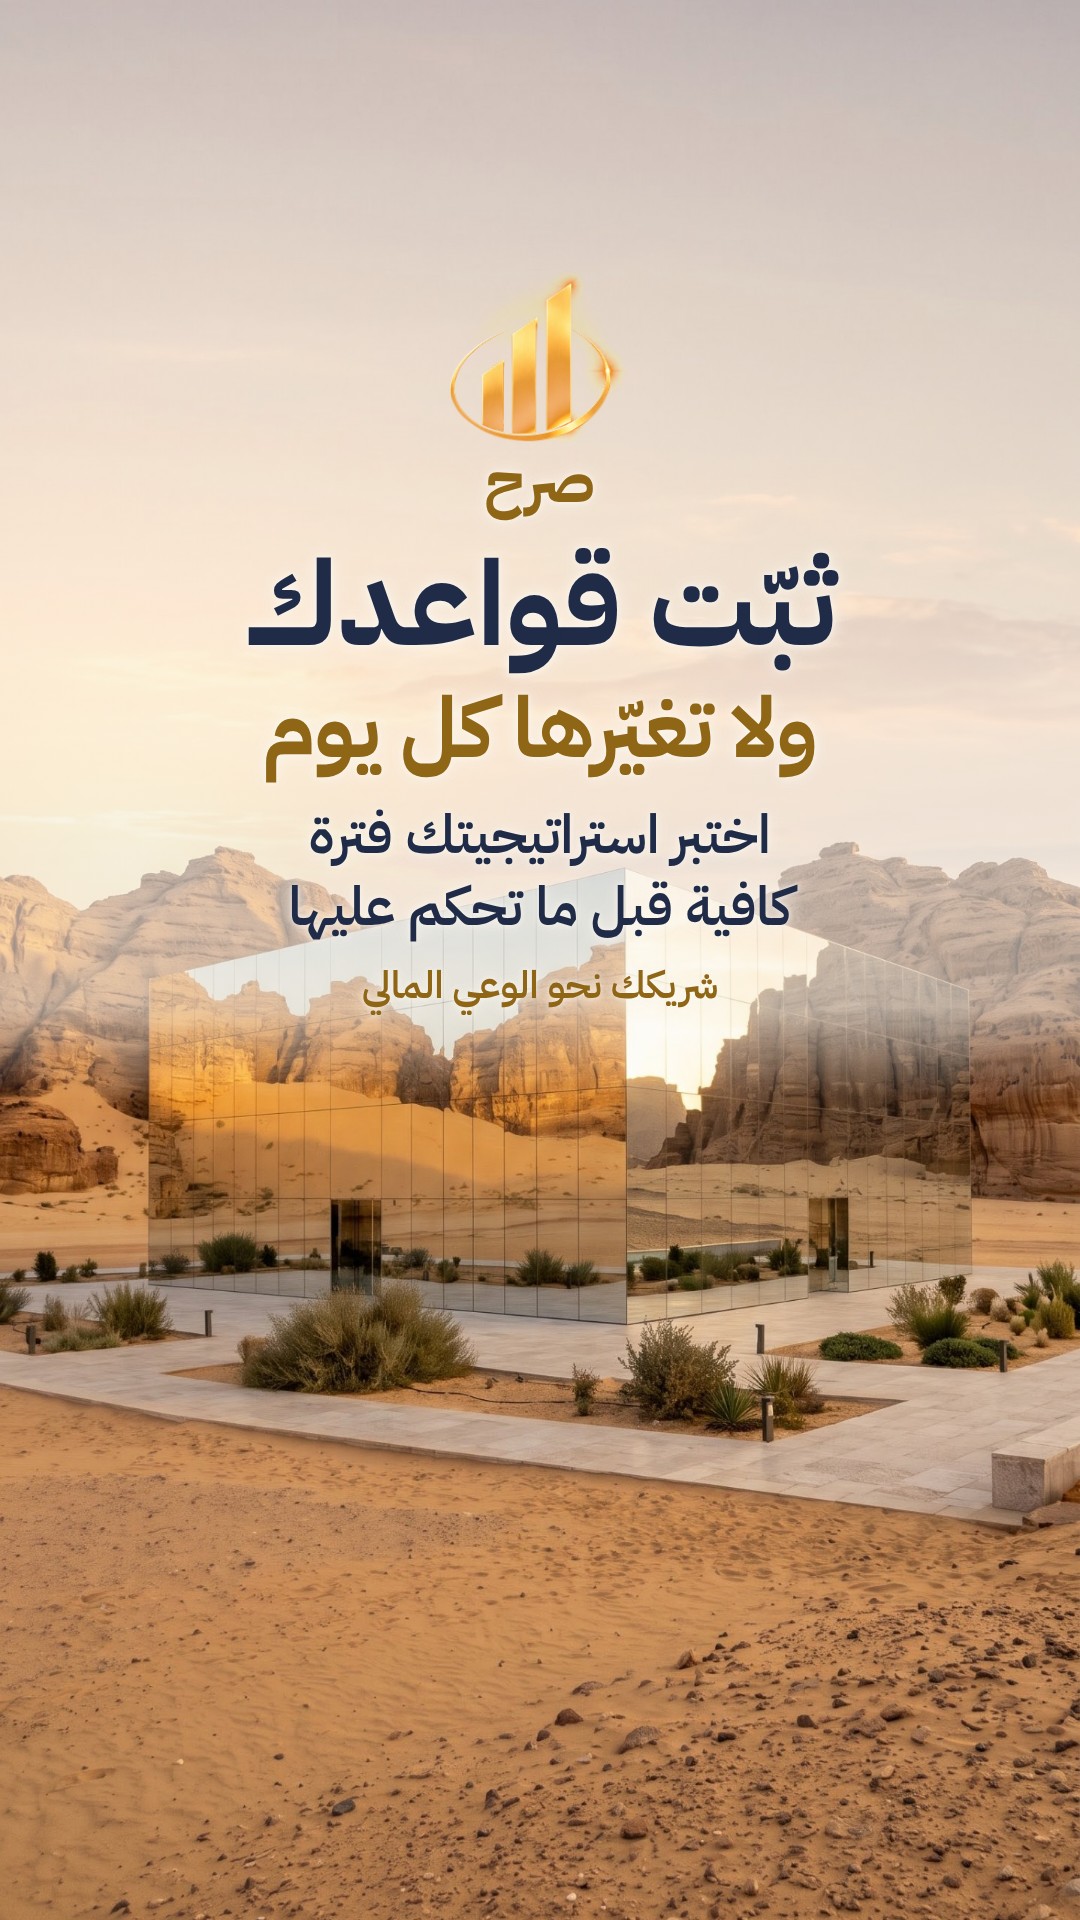 صرح
ثبّت قواعدك
ولا تغيّرها كل يوم
اختبر استراتيجيتك فترة
كافية قبل ما تحكم عليها
شريكك نحو الوعي المالي